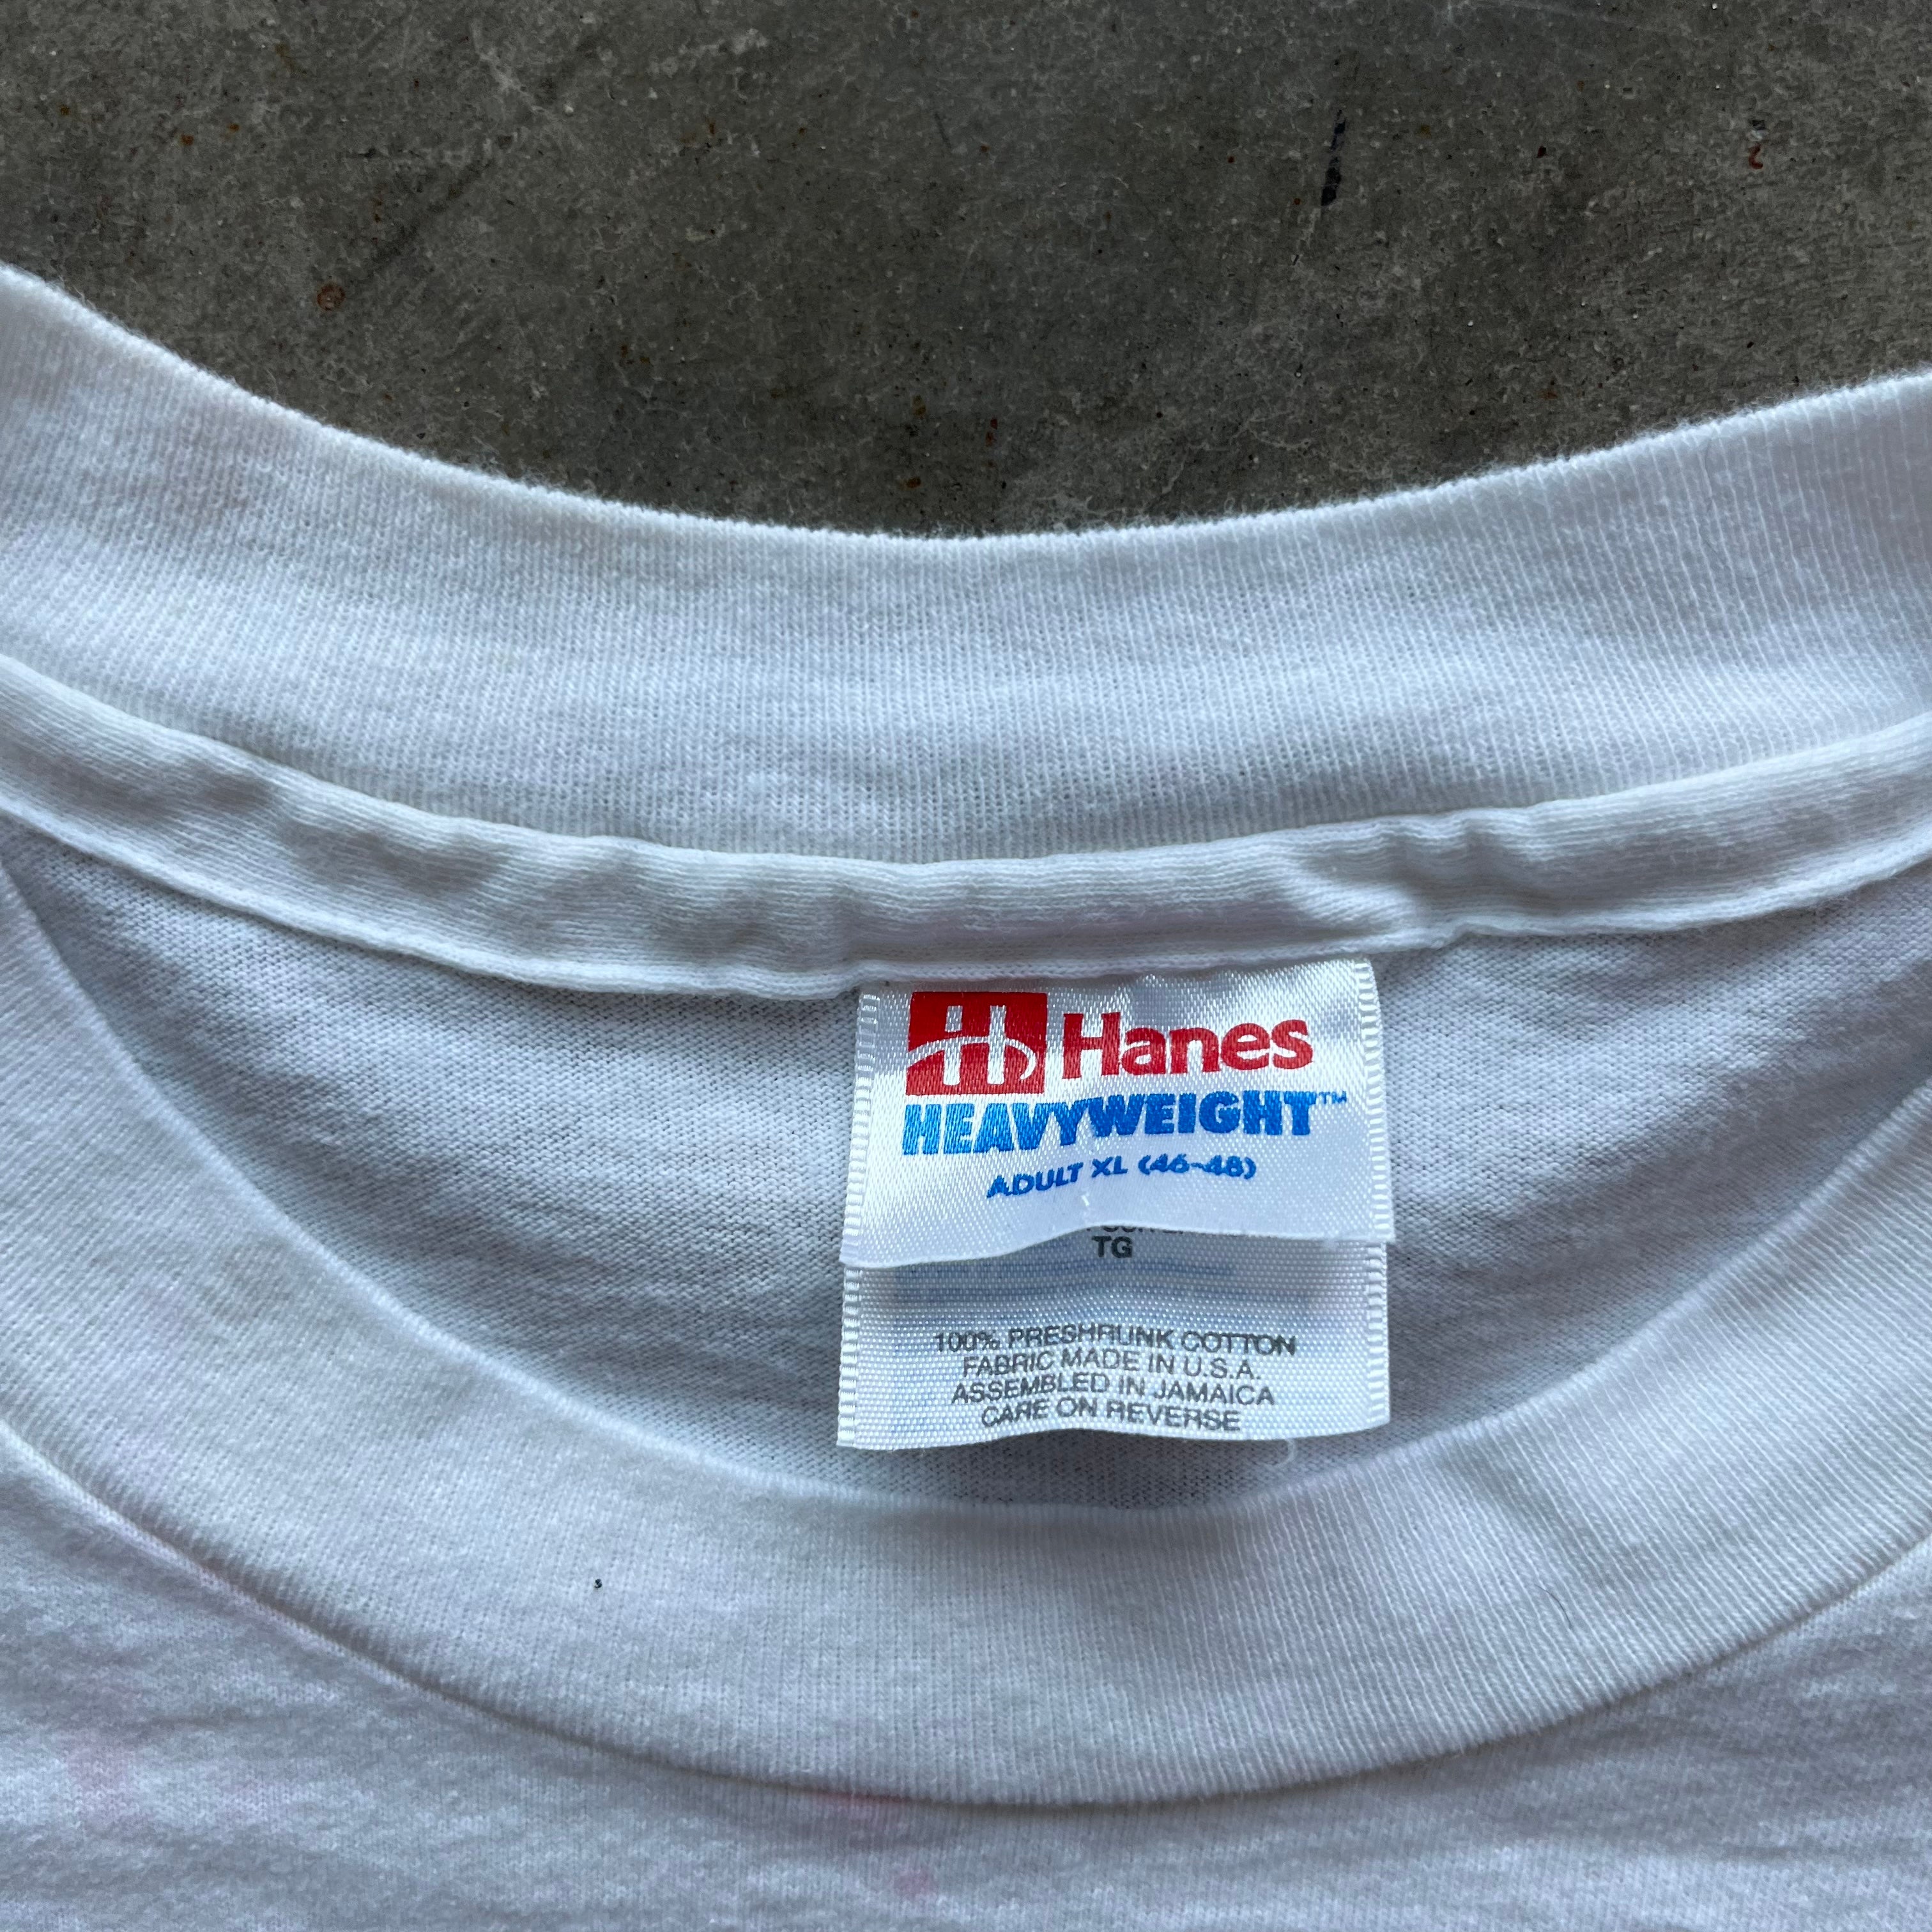 Hanes
HEAVYWEIGHT™
ADULT XL (46-48)
TG
100% PRESHRUNK COTTON
FABRIC MADE IN U.S.A.
ASSEMBLED IN JAMAICA
CARE ON REVERSE